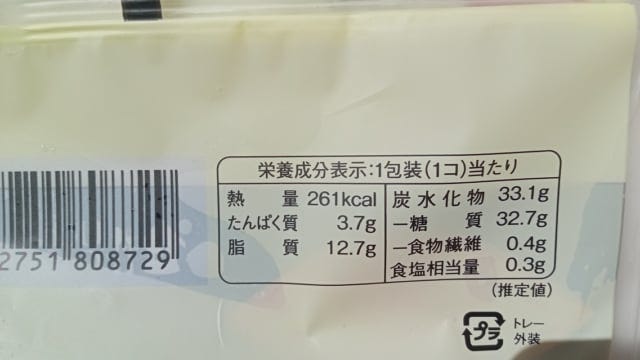 栄養成分表示:1包装(1コ)当たり
熱量 261kcal
たんぱく質 3.7g
脂質 12.7g
炭水化物 33.1g
−糖質 32.7g
−食物繊維 0.4g
食塩相当量 0.3g
(推定値)
2751 808729
プラ
トレー
外装